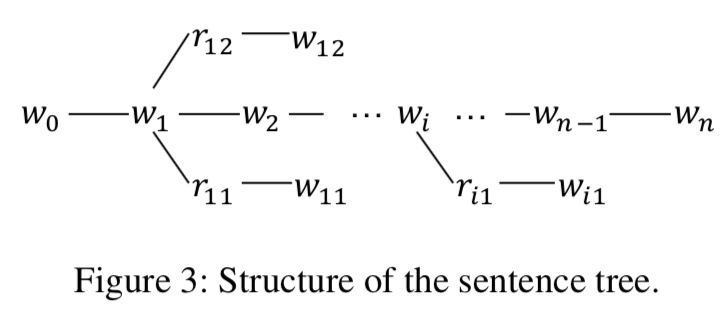 r₁₂ w₁₂
w₀ w₁ w₂ ... wᵢ ... wₙ₋₁ wₙ
r₁₁ w₁₁ rᵢ₁ wᵢ₁
Figure 3: Structure of the sentence tree.